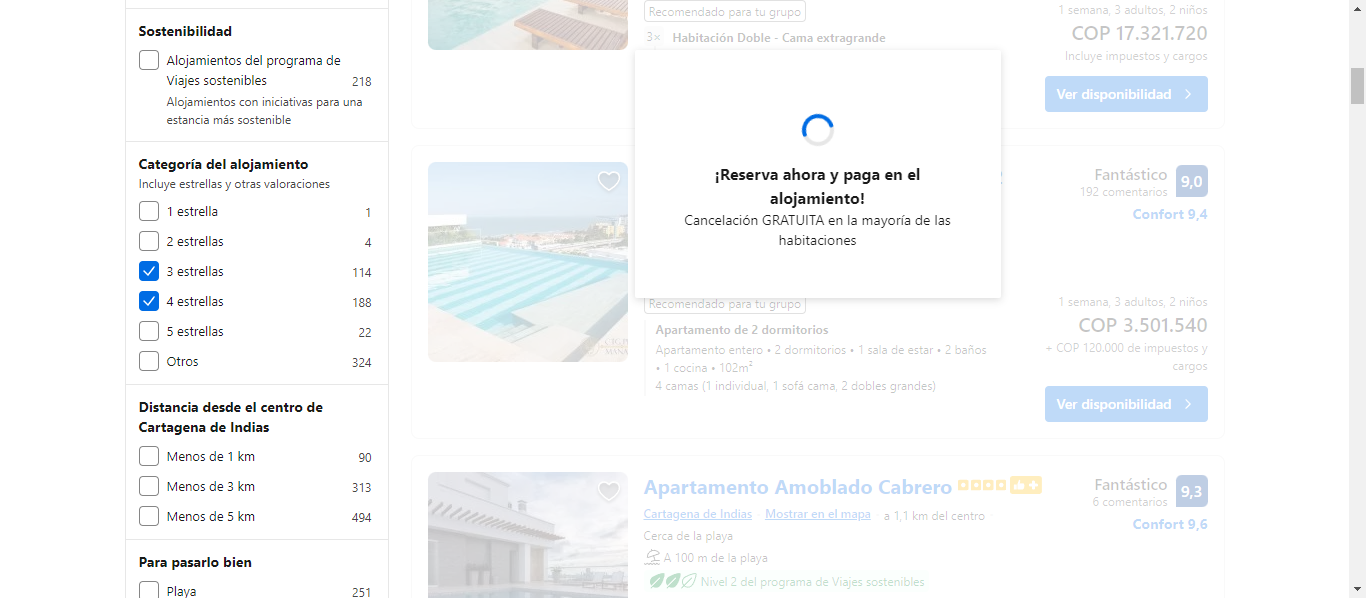 Sostenibilidad
Alojamientos del programa de
Viajes sostenibles 218
Alojamientos con iniciativas para una
estancia más sostenible
Categoría del alojamiento
Incluye estrellas y otras valoraciones
1 estrella 1
2 estrellas 4
3 estrellas 114
4 estrellas 188
5 estrellas 22
Otros 324
Distancia desde el centro de
Cartagena de Indias
Menos de 1 km 90
Menos de 3 km 313
Menos de 5 km 494
Para pasarlo bien
Playa 251
Recomendado para tu grupo
3× Habitación Doble - Cama extragrande
1 semana, 3 adultos, 2 niños
COP 17.321.720
Incluye impuestos y cargos
Ver disponibilidad
¡Reserva ahora y paga en el
alojamiento!
Cancelación GRATUITA en la mayoría de las
habitaciones
Fantástico 9,0
192 comentarios
Confort 9,4
Recomendado para tu grupo
Apartamento de 2 dormitorios
Apartamento entero • 2 dormitorios • 1 sala de estar • 2 baños
• 1 cocina • 102m²
4 camas (1 individual, 1 sofá cama, 2 dobles grandes)
1 semana, 3 adultos, 2 niños
COP 3.501.540
+ COP 120.000 de impuestos y
cargos
Ver disponibilidad
Apartamento Amoblado Cabrero
Cartagena de Indias · Mostrar en el mapa · a 1,1 km del centro
Cerca de la playa
A 100 m de la playa
Nivel 2 del programa de Viajes sostenibles
Fantástico 9,3
6 comentarios
Confort 9,6